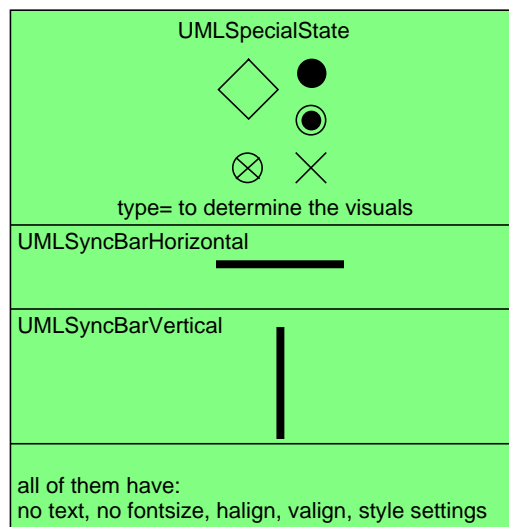 UMLSpecialState
type= to determine the visuals
UMLSyncBarHorizontal
UMLSyncBarVertical
all of them have:
no text, no fontsize, halign, valign, style settings